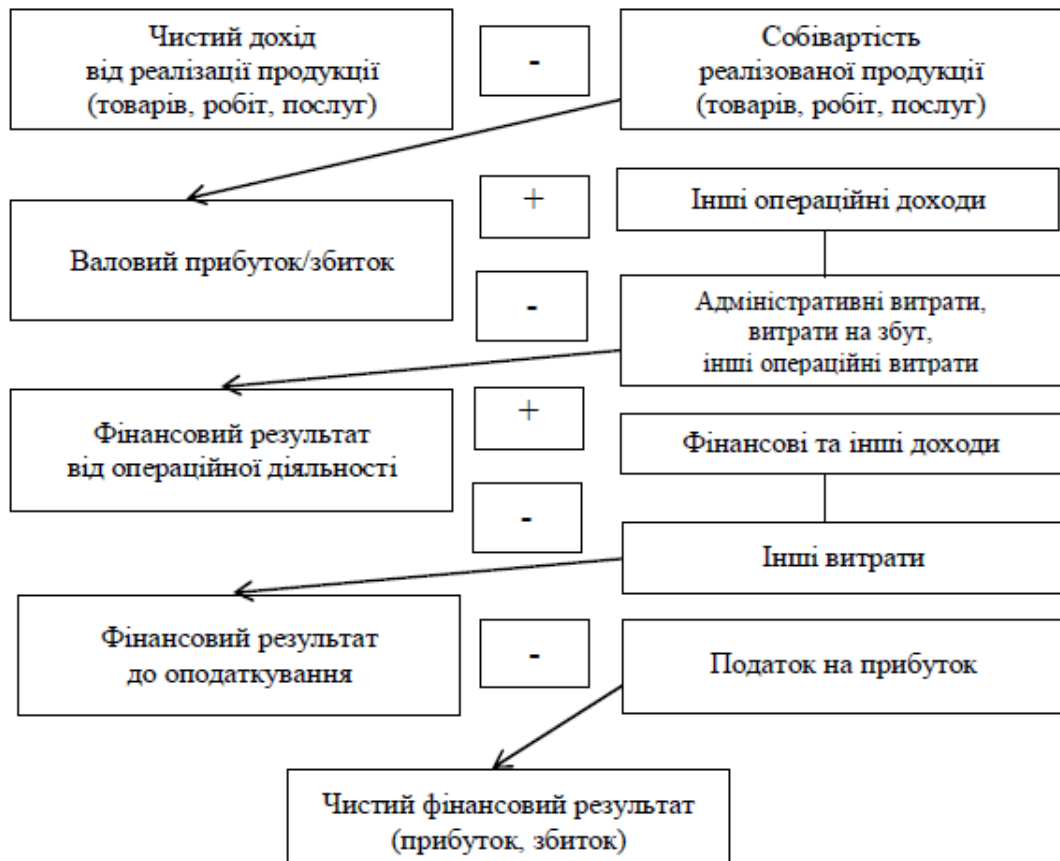 Чистий дохід
від реалізації продукції
(товарів, робіт, послуг)
-
Собівартість
реалізованої продукції
(товарів, робіт, послуг)
Валовий прибуток/збиток
+
Інші операційні доходи
-
Адміністративні витрати,
витрати на збут,
інші операційні витрати
Фінансовий результат
від операційної діяльності
+
Фінансові та інші доходи
-
Інші витрати
Фінансовий результат
до оподаткування
-
Податок на прибуток
Чистий фінансовий результат
(прибуток, збиток)